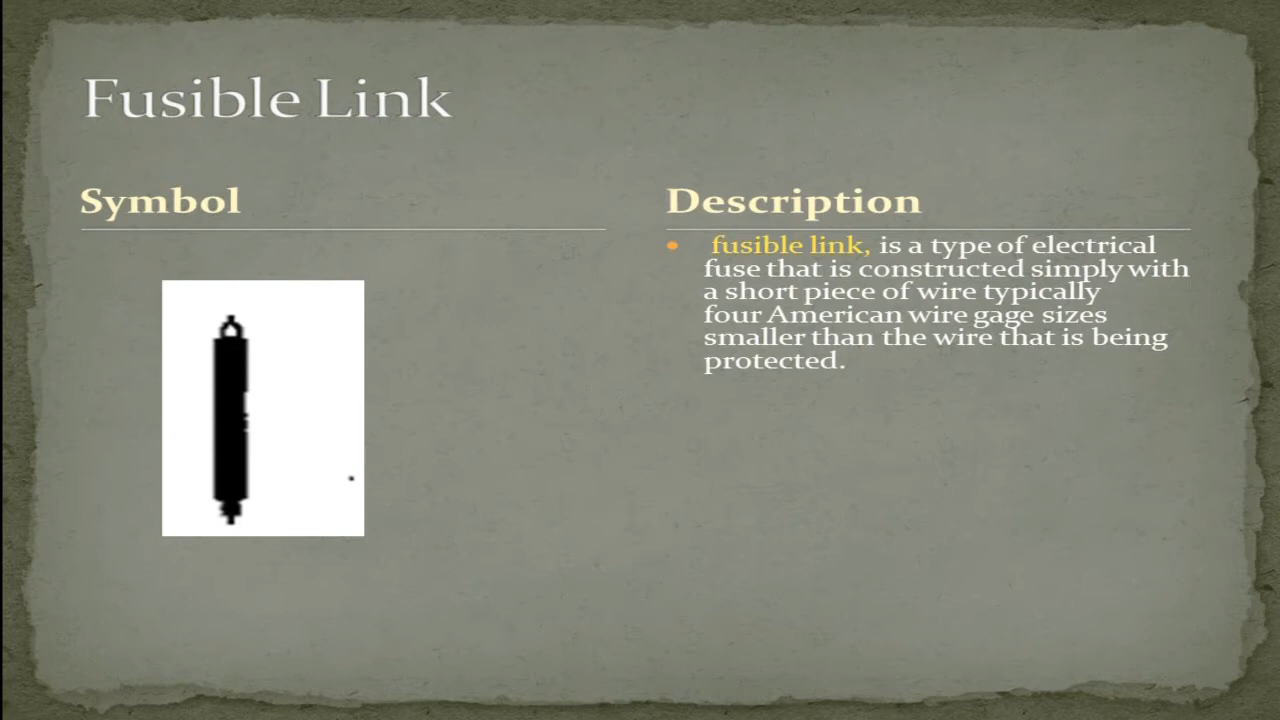 Fusible Link
Symbol
Description
• fusible link, is a type of electrical
fuse that is constructed simply with
a short piece of wire typically
four American wire gage sizes
smaller than the wire that is being
protected.